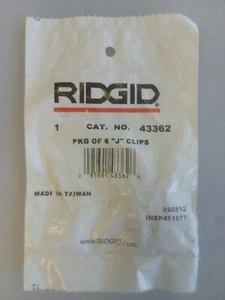 RIDGID
1 CAT. NO. 43362
PKG OF 6 "J" CLIPS
MADE IN TAIWAN
www.RIDGID.com